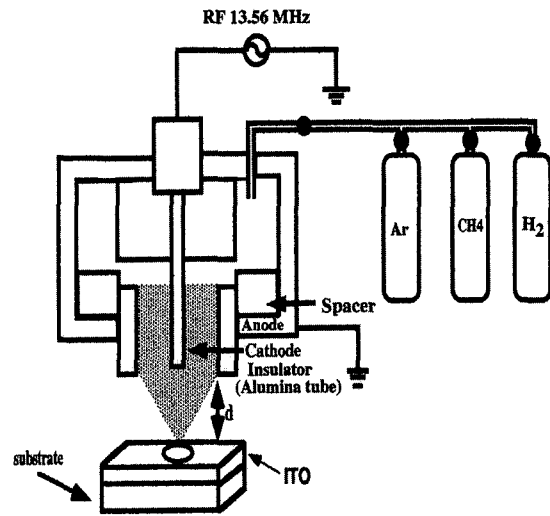 RF 13.56 MHz
Ar
CH4
H2
Spacer
Anode
Cathode
Insulator
(Alumina tube)
d
substrate
ITO